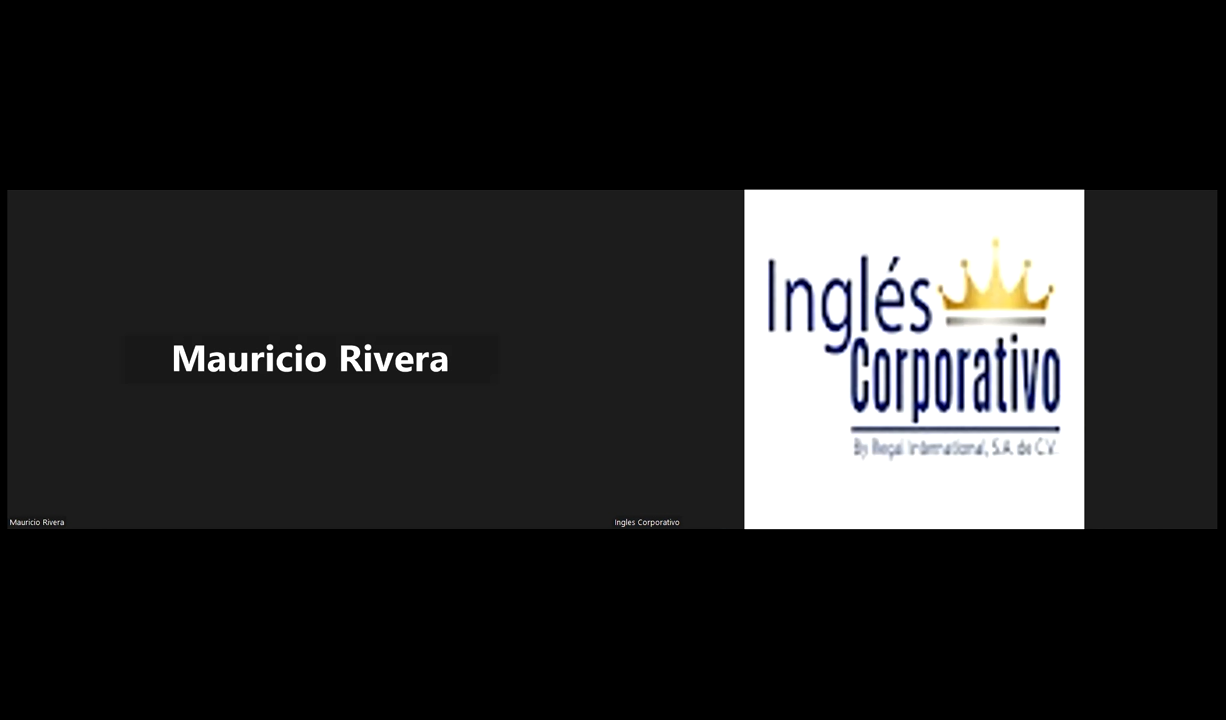 Mauricio Rivera
Inglés
Corporativo
By Regal International, S.A. de C.V.
Mauricio Rivera
Ingles Corporativo